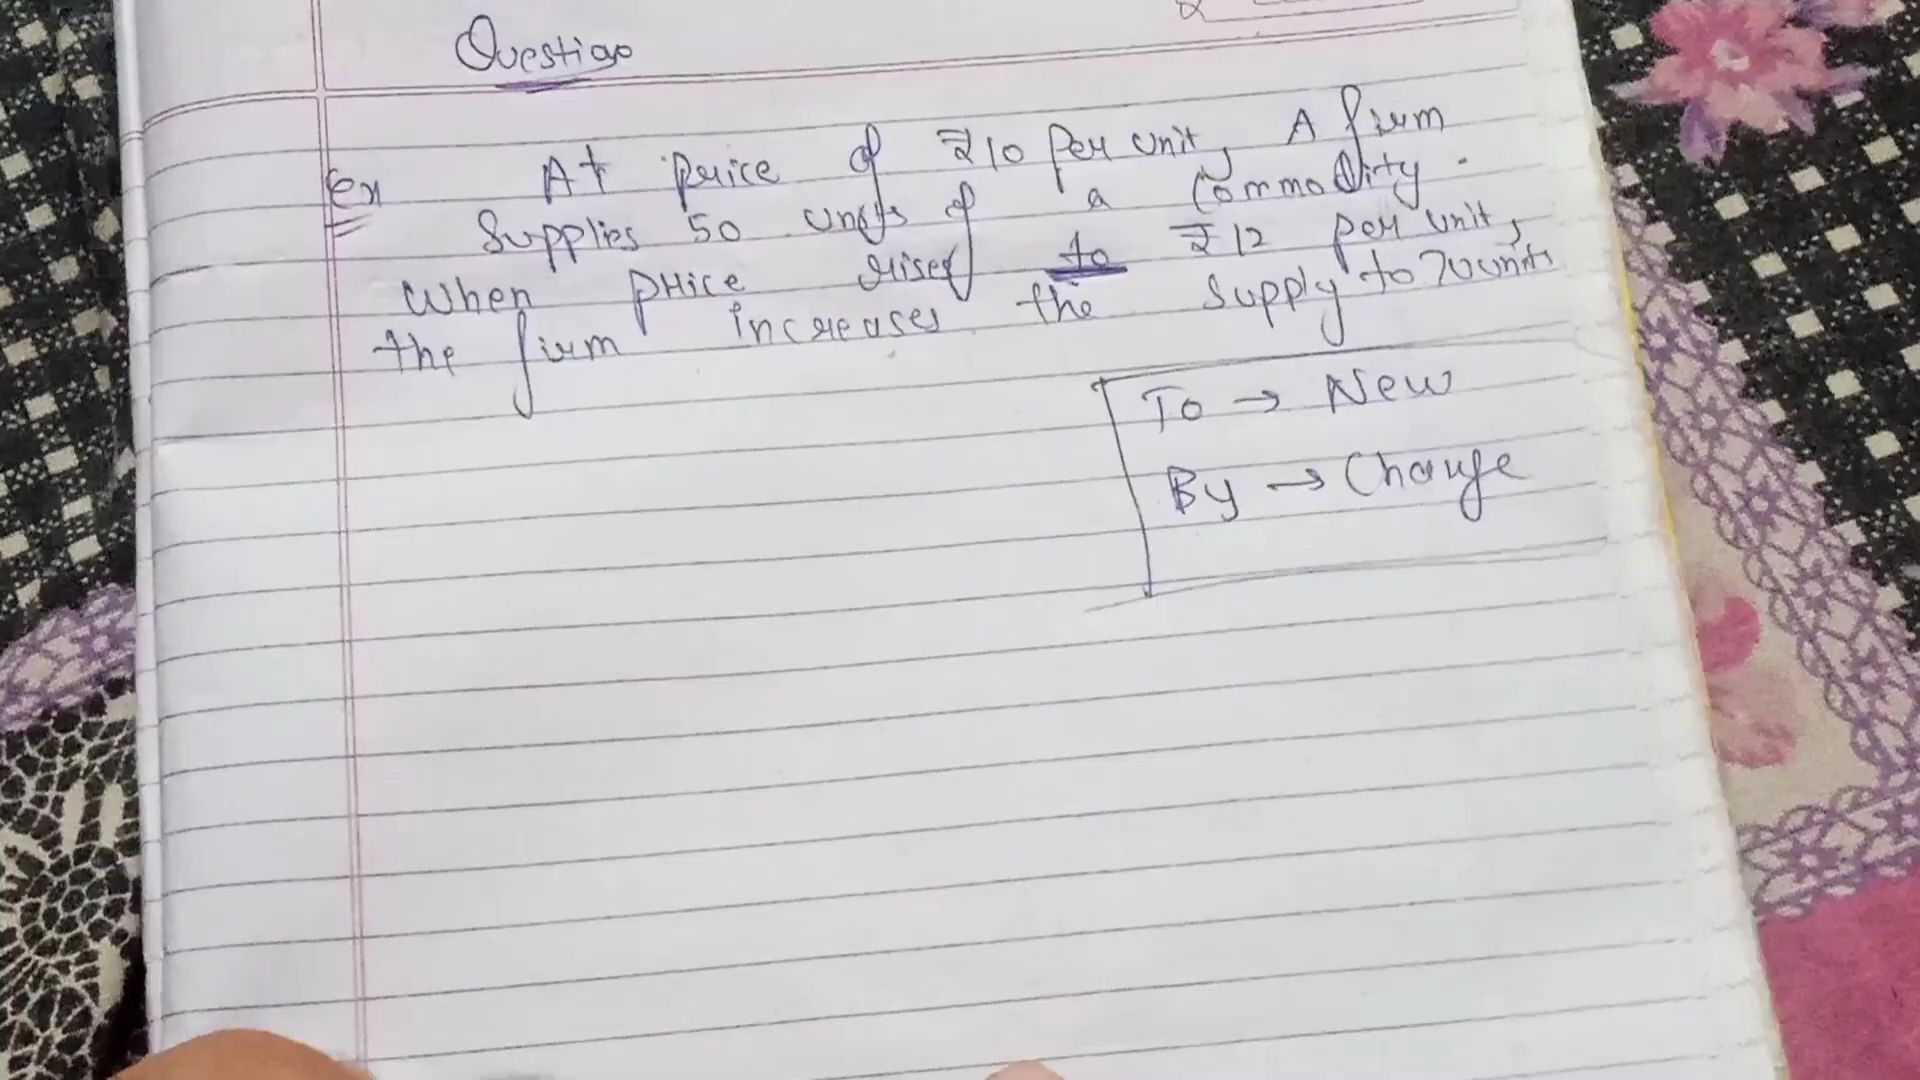 Question
Ex At price of ₹10 Per unit, A firm
Supplies 50 units of a Commodity.
When price rises to ₹12 per unit,
the firm increases the Supply to 70 units
To → New
By → Change